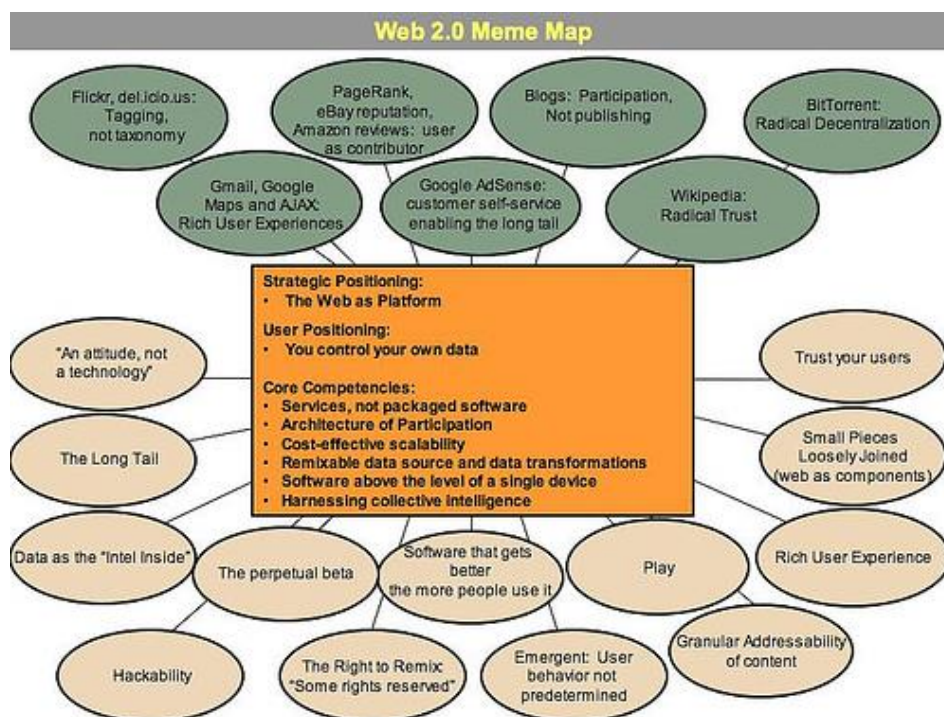 Web 2.0 Meme Map
Flickr, del.icio.us:
Tagging,
not taxonomy
PageRank,
eBay reputation,
Amazon reviews: user
as contributor
Blogs: Participation,
Not publishing
BitTorrent:
Radical Decentralization
Gmail, Google
Maps and AJAX:
Rich User Experiences
Google AdSense:
customer self-service
enabling the long tail
Wikipedia:
Radical Trust
Strategic Positioning:
• The Web as Platform
User Positioning:
• You control your own data
Core Competencies:
• Services, not packaged software
• Architecture of Participation
• Cost-effective scalability
• Remixable data source and data transformations
• Software above the level of a single device
• Harnessing collective intelligence
"An attitude, not
a technology"
Trust your users
The Long Tail
Small Pieces
Loosely Joined
(web as components)
Data as the "Intel Inside"
The perpetual beta
Software that gets
better
the more people use it
Play
Rich User Experience
Hackability
The Right to Remix:
"Some rights reserved"
Emergent: User
behavior not
predetermined
Granular Addressability
of content